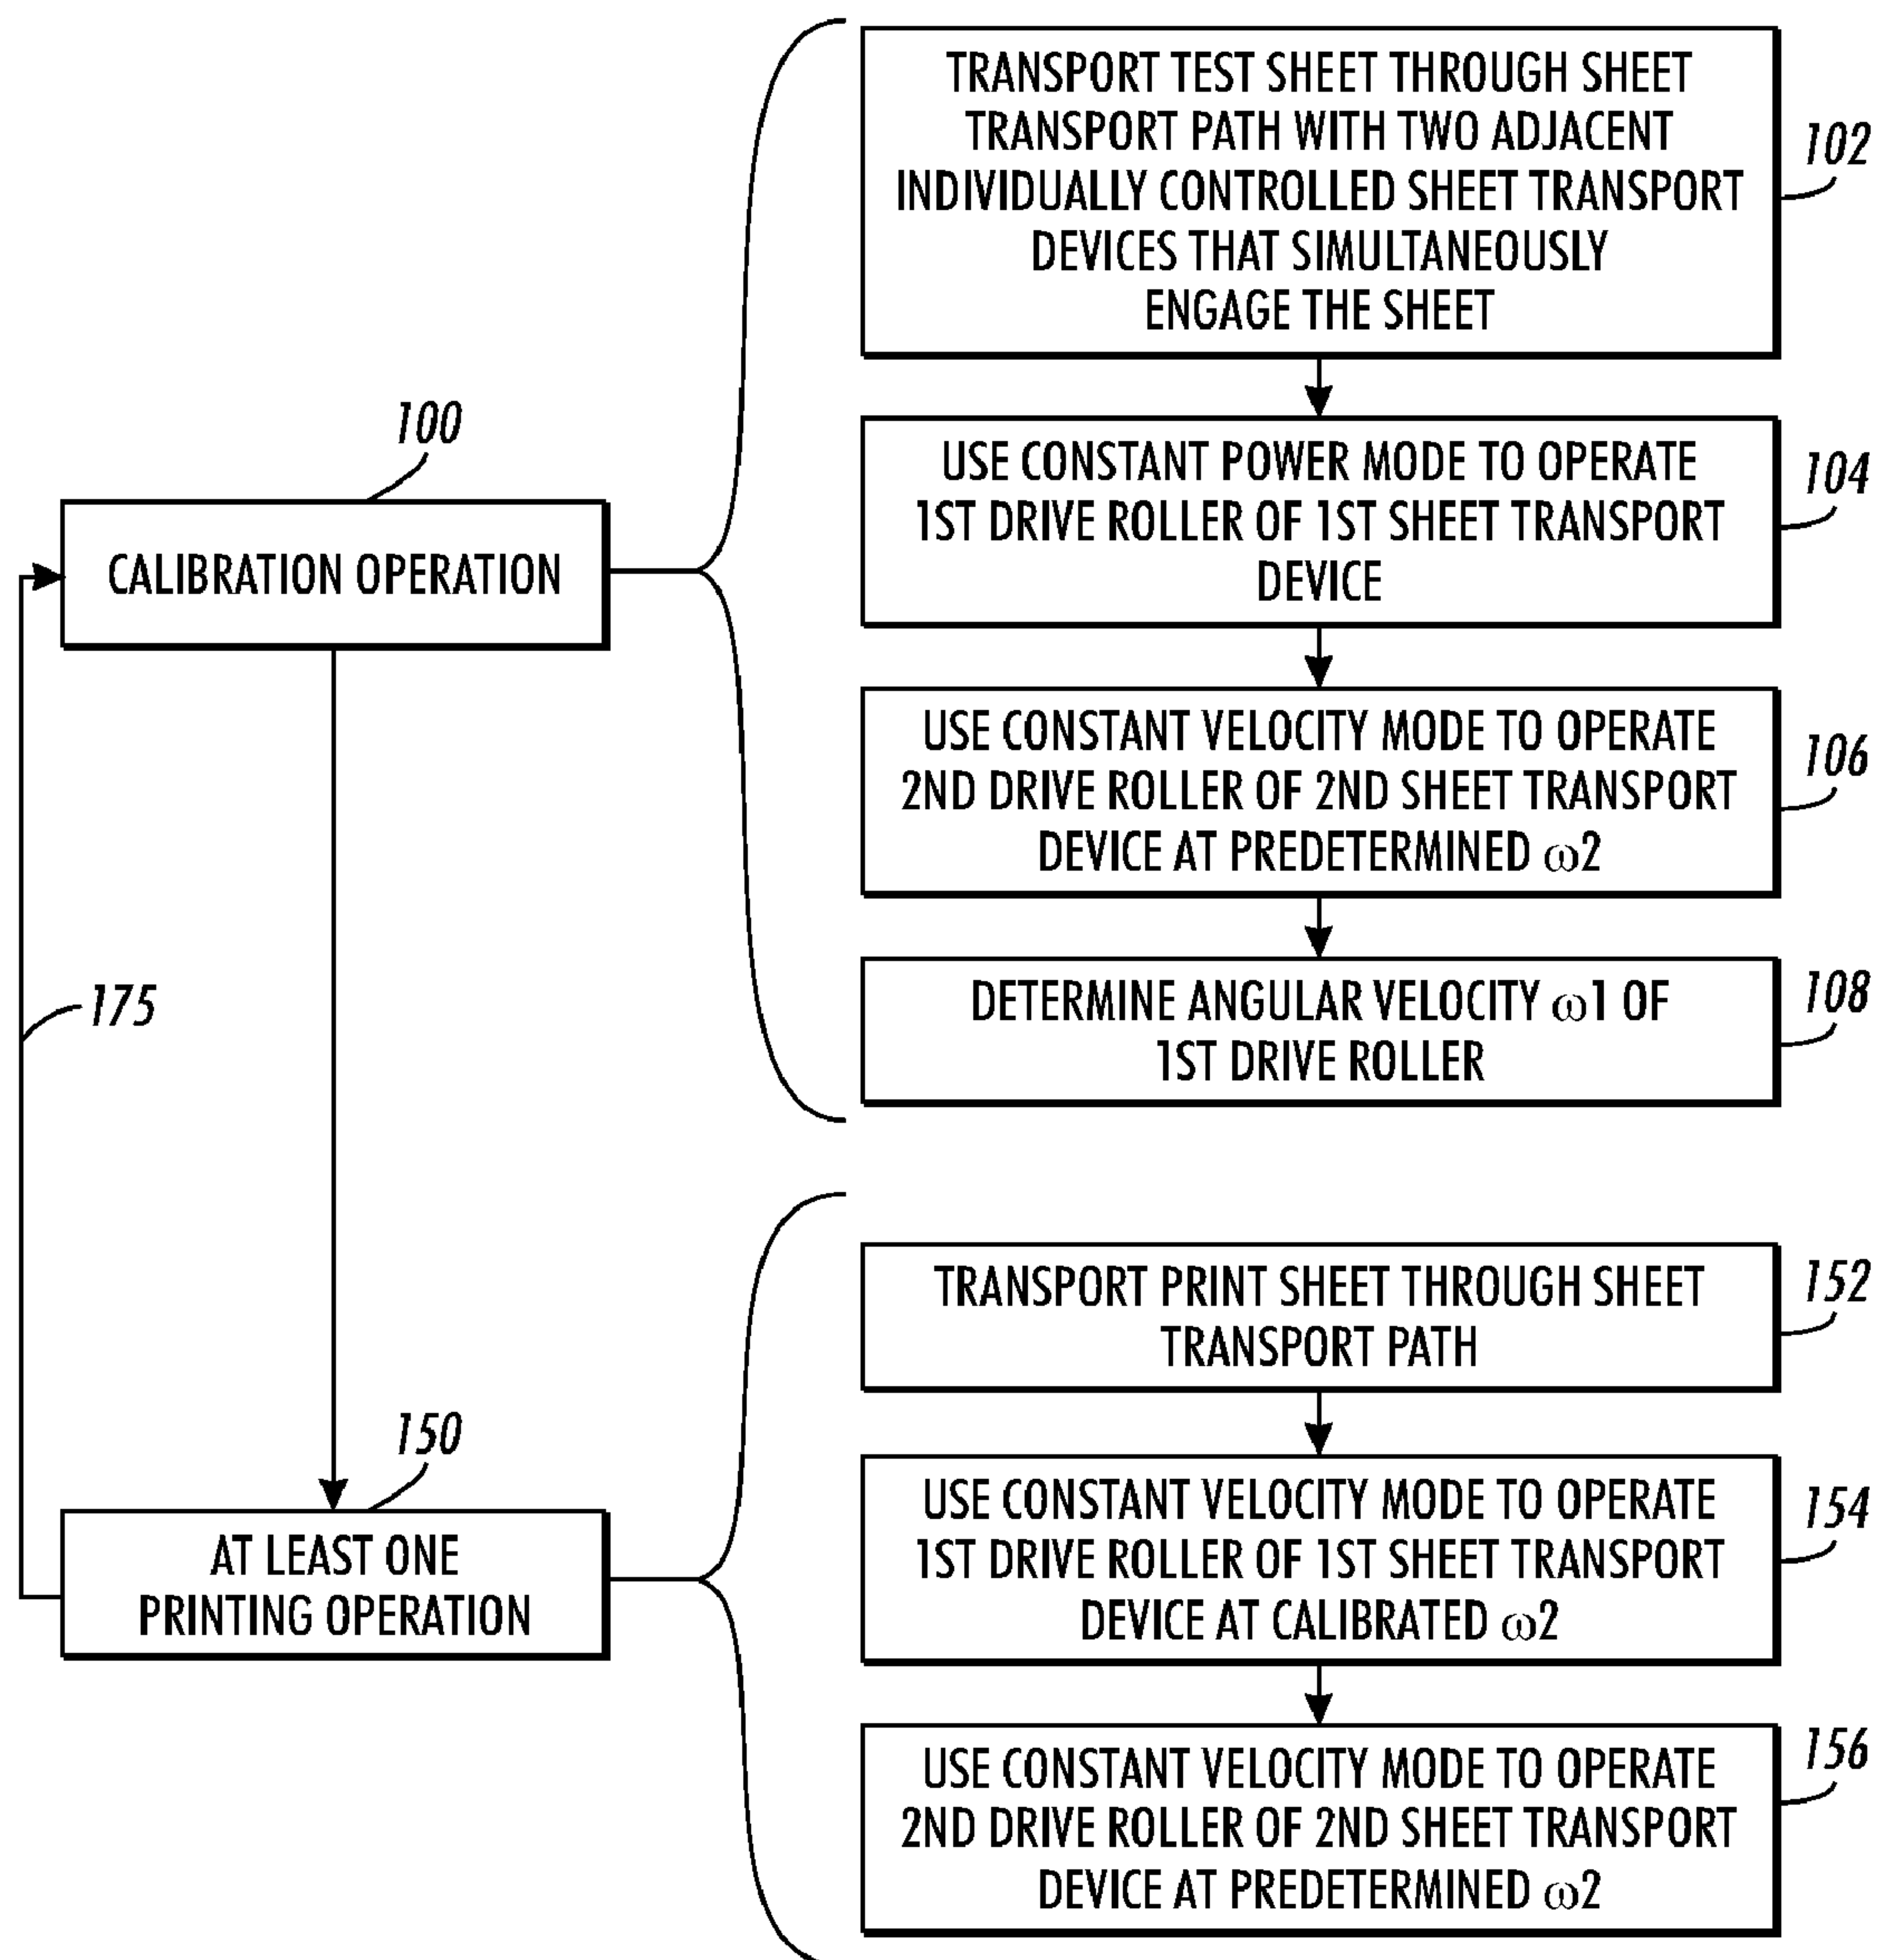 TRANSPORT TEST SHEET THROUGH SHEET
TRANSPORT PATH WITH TWO ADJACENT
INDIVIDUALLY CONTROLLED SHEET TRANSPORT
DEVICES THAT SIMULTANEOUSLY
ENGAGE THE SHEET
102
USE CONSTANT POWER MODE TO OPERATE
1ST DRIVE ROLLER OF 1ST SHEET TRANSPORT
DEVICE
104
100
CALIBRATION OPERATION
USE CONSTANT VELOCITY MODE TO OPERATE
2ND DRIVE ROLLER OF 2ND SHEET TRANSPORT
DEVICE AT PREDETERMINED ω2
106
DETERMINE ANGULAR VELOCITY ω1 OF
1ST DRIVE ROLLER
108
175
TRANSPORT PRINT SHEET THROUGH SHEET
TRANSPORT PATH
152
150
AT LEAST ONE
PRINTING OPERATION
USE CONSTANT VELOCITY MODE TO OPERATE
1ST DRIVE ROLLER OF 1ST SHEET TRANSPORT
DEVICE AT CALIBRATED ω2
154
USE CONSTANT VELOCITY MODE TO OPERATE
2ND DRIVE ROLLER OF 2ND SHEET TRANSPORT
DEVICE AT PREDETERMINED ω2
156